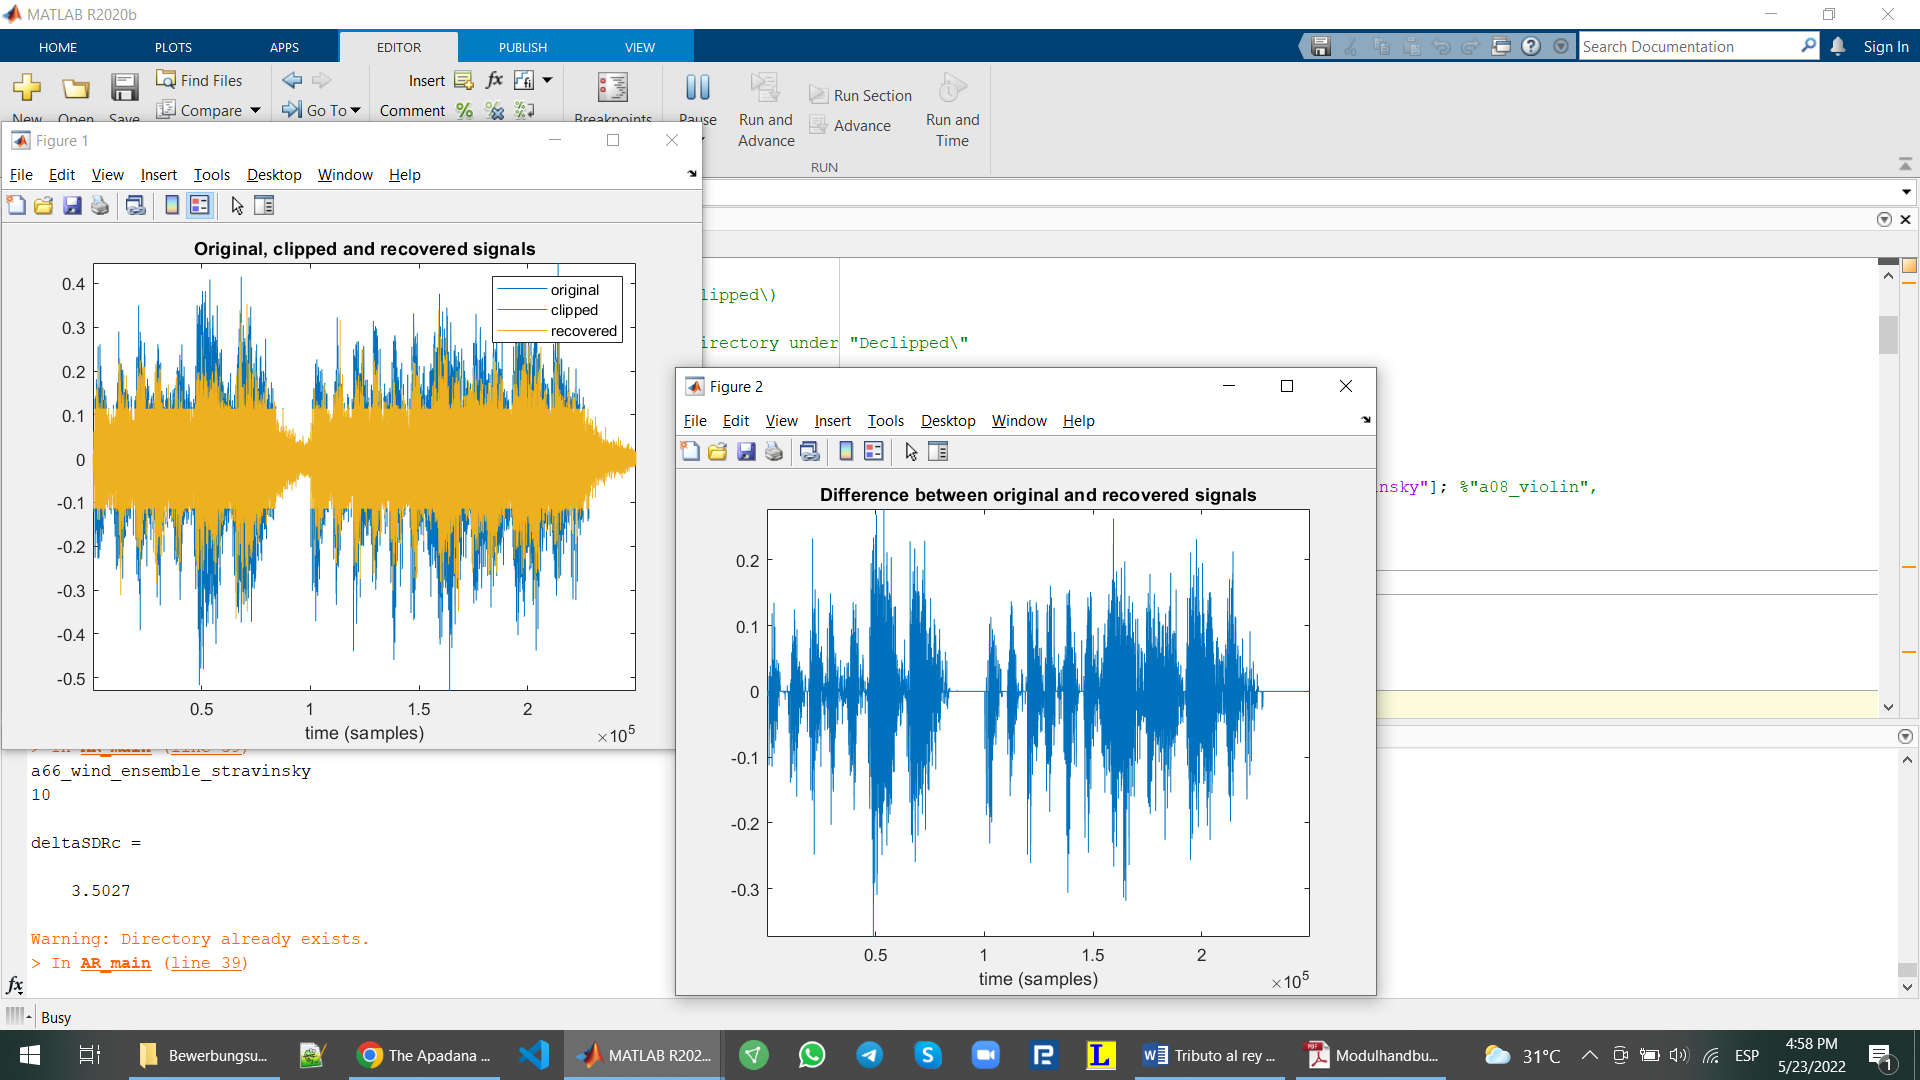 MATLAB R2020b
HOME PLOTS APPS EDITOR PUBLISH VIEW Search Documentation Sign In
Find Files Insert fx fi
Compare Go To Comment Run Section
New Open Save Breakpoints Pause Run and Advance Advance Run and Time
RUN
Figure 1
File Edit View Insert Tools Desktop Window Help
Original, clipped and recovered signals
original
clipped
recovered
0.4
0.3
0.2
0.1
0
-0.1
-0.2
-0.3
-0.4
-0.5
0.5 1 1.5 2
time (samples) ×10^5
lipped\)
irectory under "Declipped\"
nsky"]; %"a08_violin",
Figure 2
File Edit View Insert Tools Desktop Window Help
Difference between original and recovered signals
0.2
0.1
0
-0.1
-0.2
-0.3
0.5 1 1.5 2
time (samples) ×10^5
> In AR_main (line 39)
a66_wind_ensemble_stravinsky
10
deltaSDRc =
3.5027
Warning: Directory already exists.
> In AR_main (line 39)
fx
Busy
Bewerbungsu... The Apadana ... MATLAB R202... Tributo al rey ... Modulhandbu... 31°C ESP 4:58 PM
5/23/2022 1